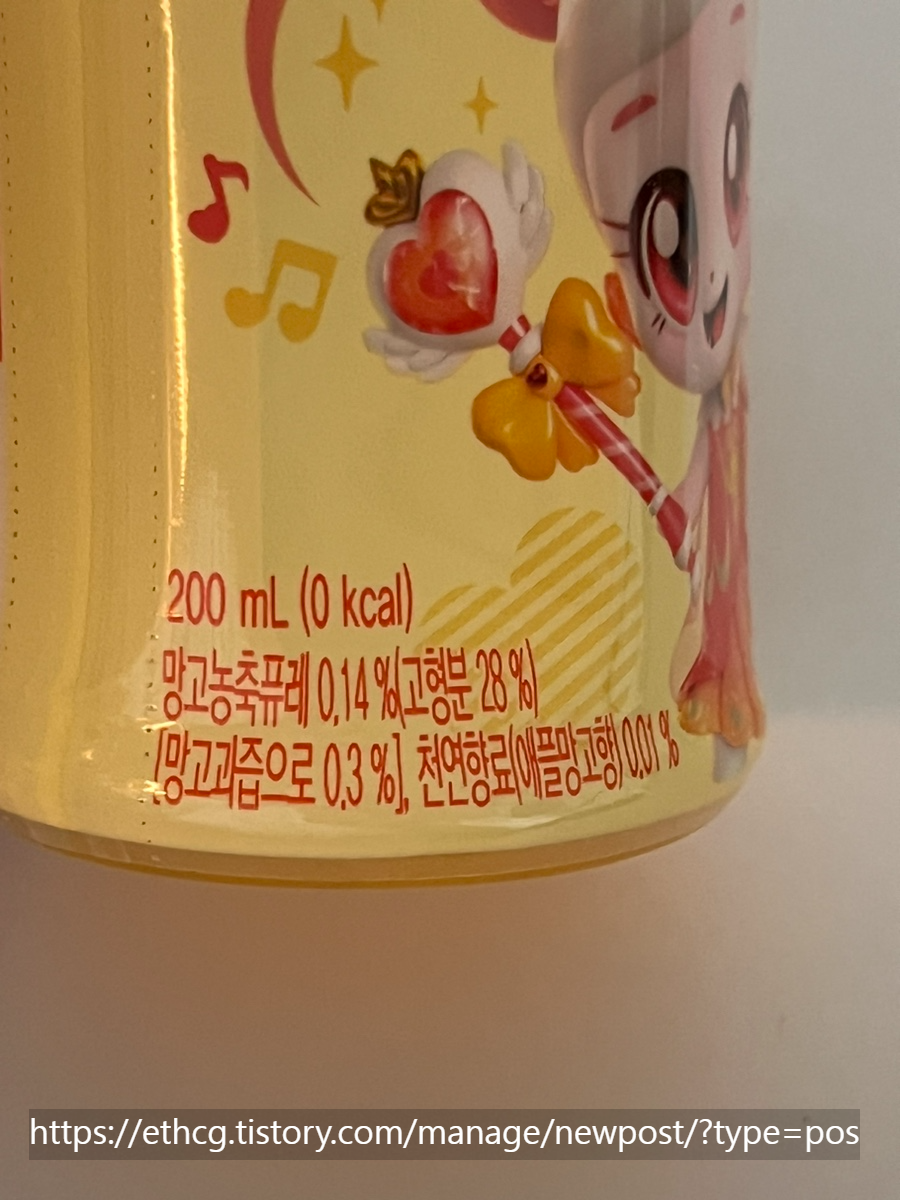 200 mL (0 kcal)
망고농축퓨레 0.14 %(고형분 28 %)
[망고과즙으로 0.3 %], 천연향료(애플망고향) 0.01 %
https://ethcg.tistory.com/manage/newpost/?type=pos